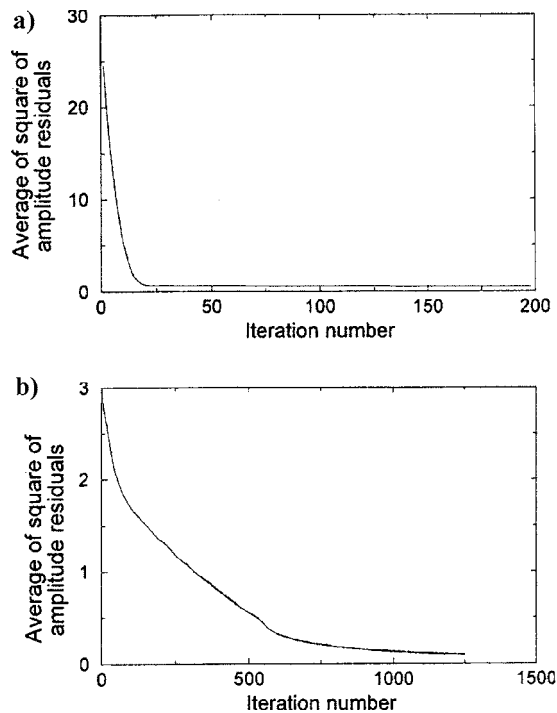 a)
Average of square of
amplitude residuals
30
20
10
0
0 50 100 150 200
Iteration number
b)
Average of square of
amplitude residuals
3
2
1
0
0 500 1000 1500
Iteration number